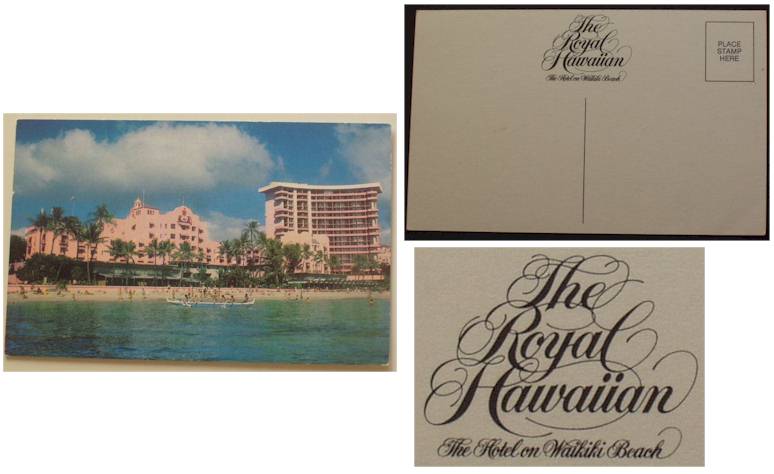 The
Royal
Hawaiian
The Hotel on Waikiki Beach
PLACE
STAMP
HERE
The
Royal
Hawaiian
The Hotel on Waikiki Beach